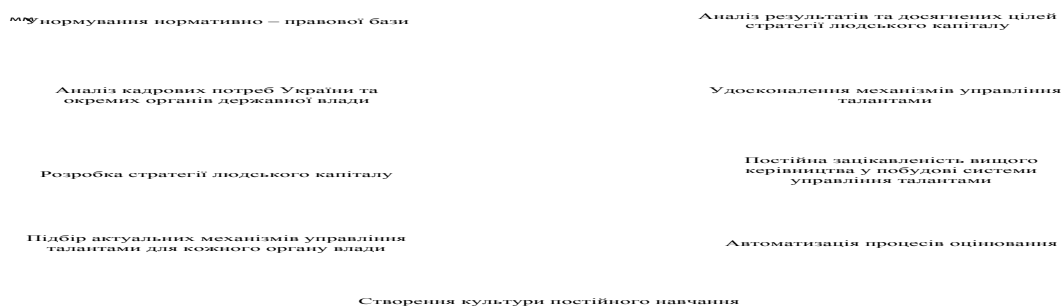 Унормування нормативно – правової бази
Аналіз кадрових потреб України та
окремих органів державної влади
Розробка стратегії людського капіталу
Підбір актуальних механізмів управління
талантами для кожного органу влади
Створення культури постійного навчання
Аналіз результатів та досягнених цілей
стратегії людського капіталу
Удосконалення механізмів управління
талантами
Постійна зацікавленість вищого
керівництва у побудові системи
управління талантами
Автоматизація процесів оцінювання